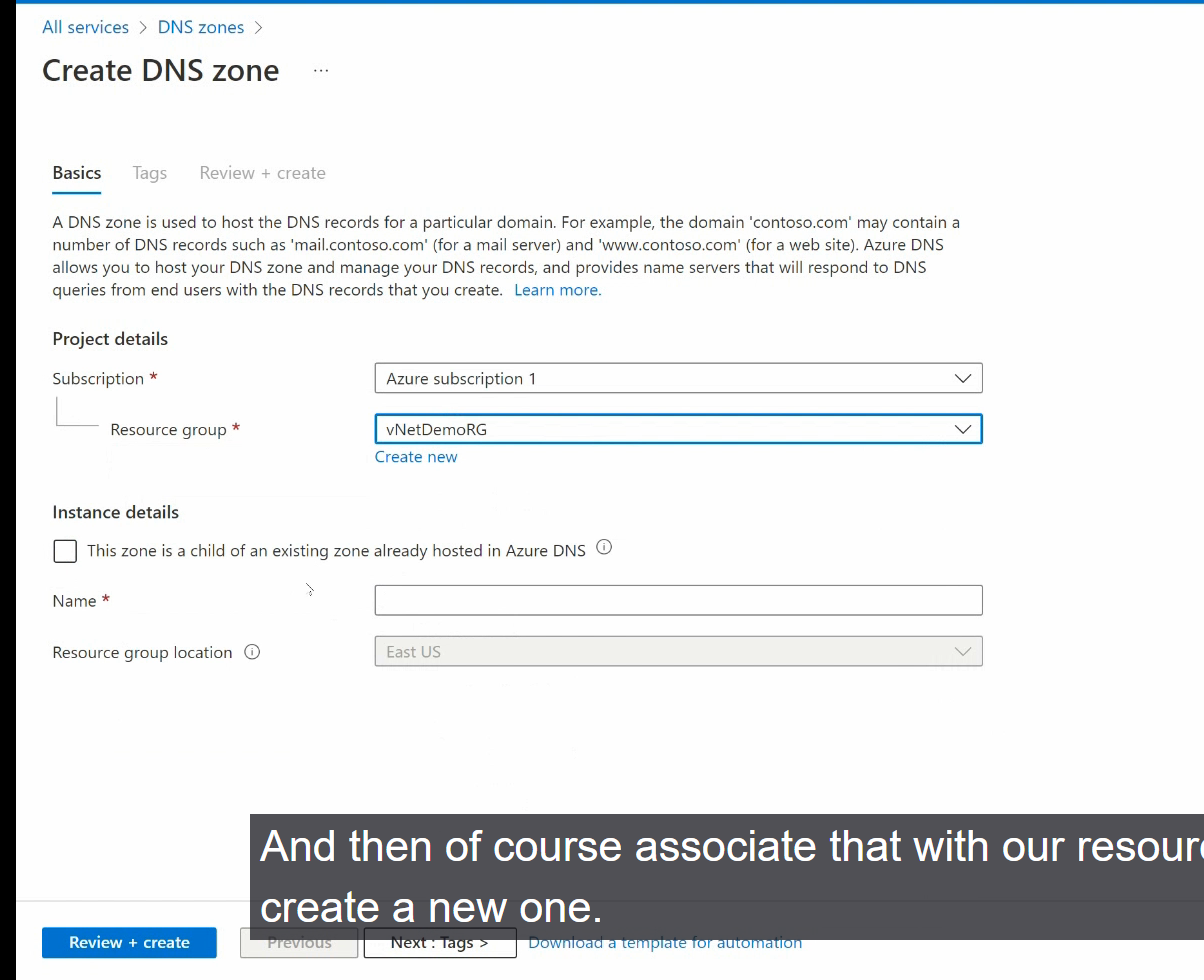 All services > DNS zones >
Create DNS zone ...
Basics Tags Review + create
A DNS zone is used to host the DNS records for a particular domain. For example, the domain 'contoso.com' may contain a
number of DNS records such as 'mail.contoso.com' (for a mail server) and 'www.contoso.com' (for a web site). Azure DNS
allows you to host your DNS zone and manage your DNS records, and provides name servers that will respond to DNS
queries from end users with the DNS records that you create. Learn more.
Project details
Subscription * Azure subscription 1
Resource group * vNetDemoRG
Create new
Instance details
This zone is a child of an existing zone already hosted in Azure DNS
Name *
Resource group location East US
And then of course associate that with our
create a new one.
Review + create Previous Next : Tags > Download a template for automation